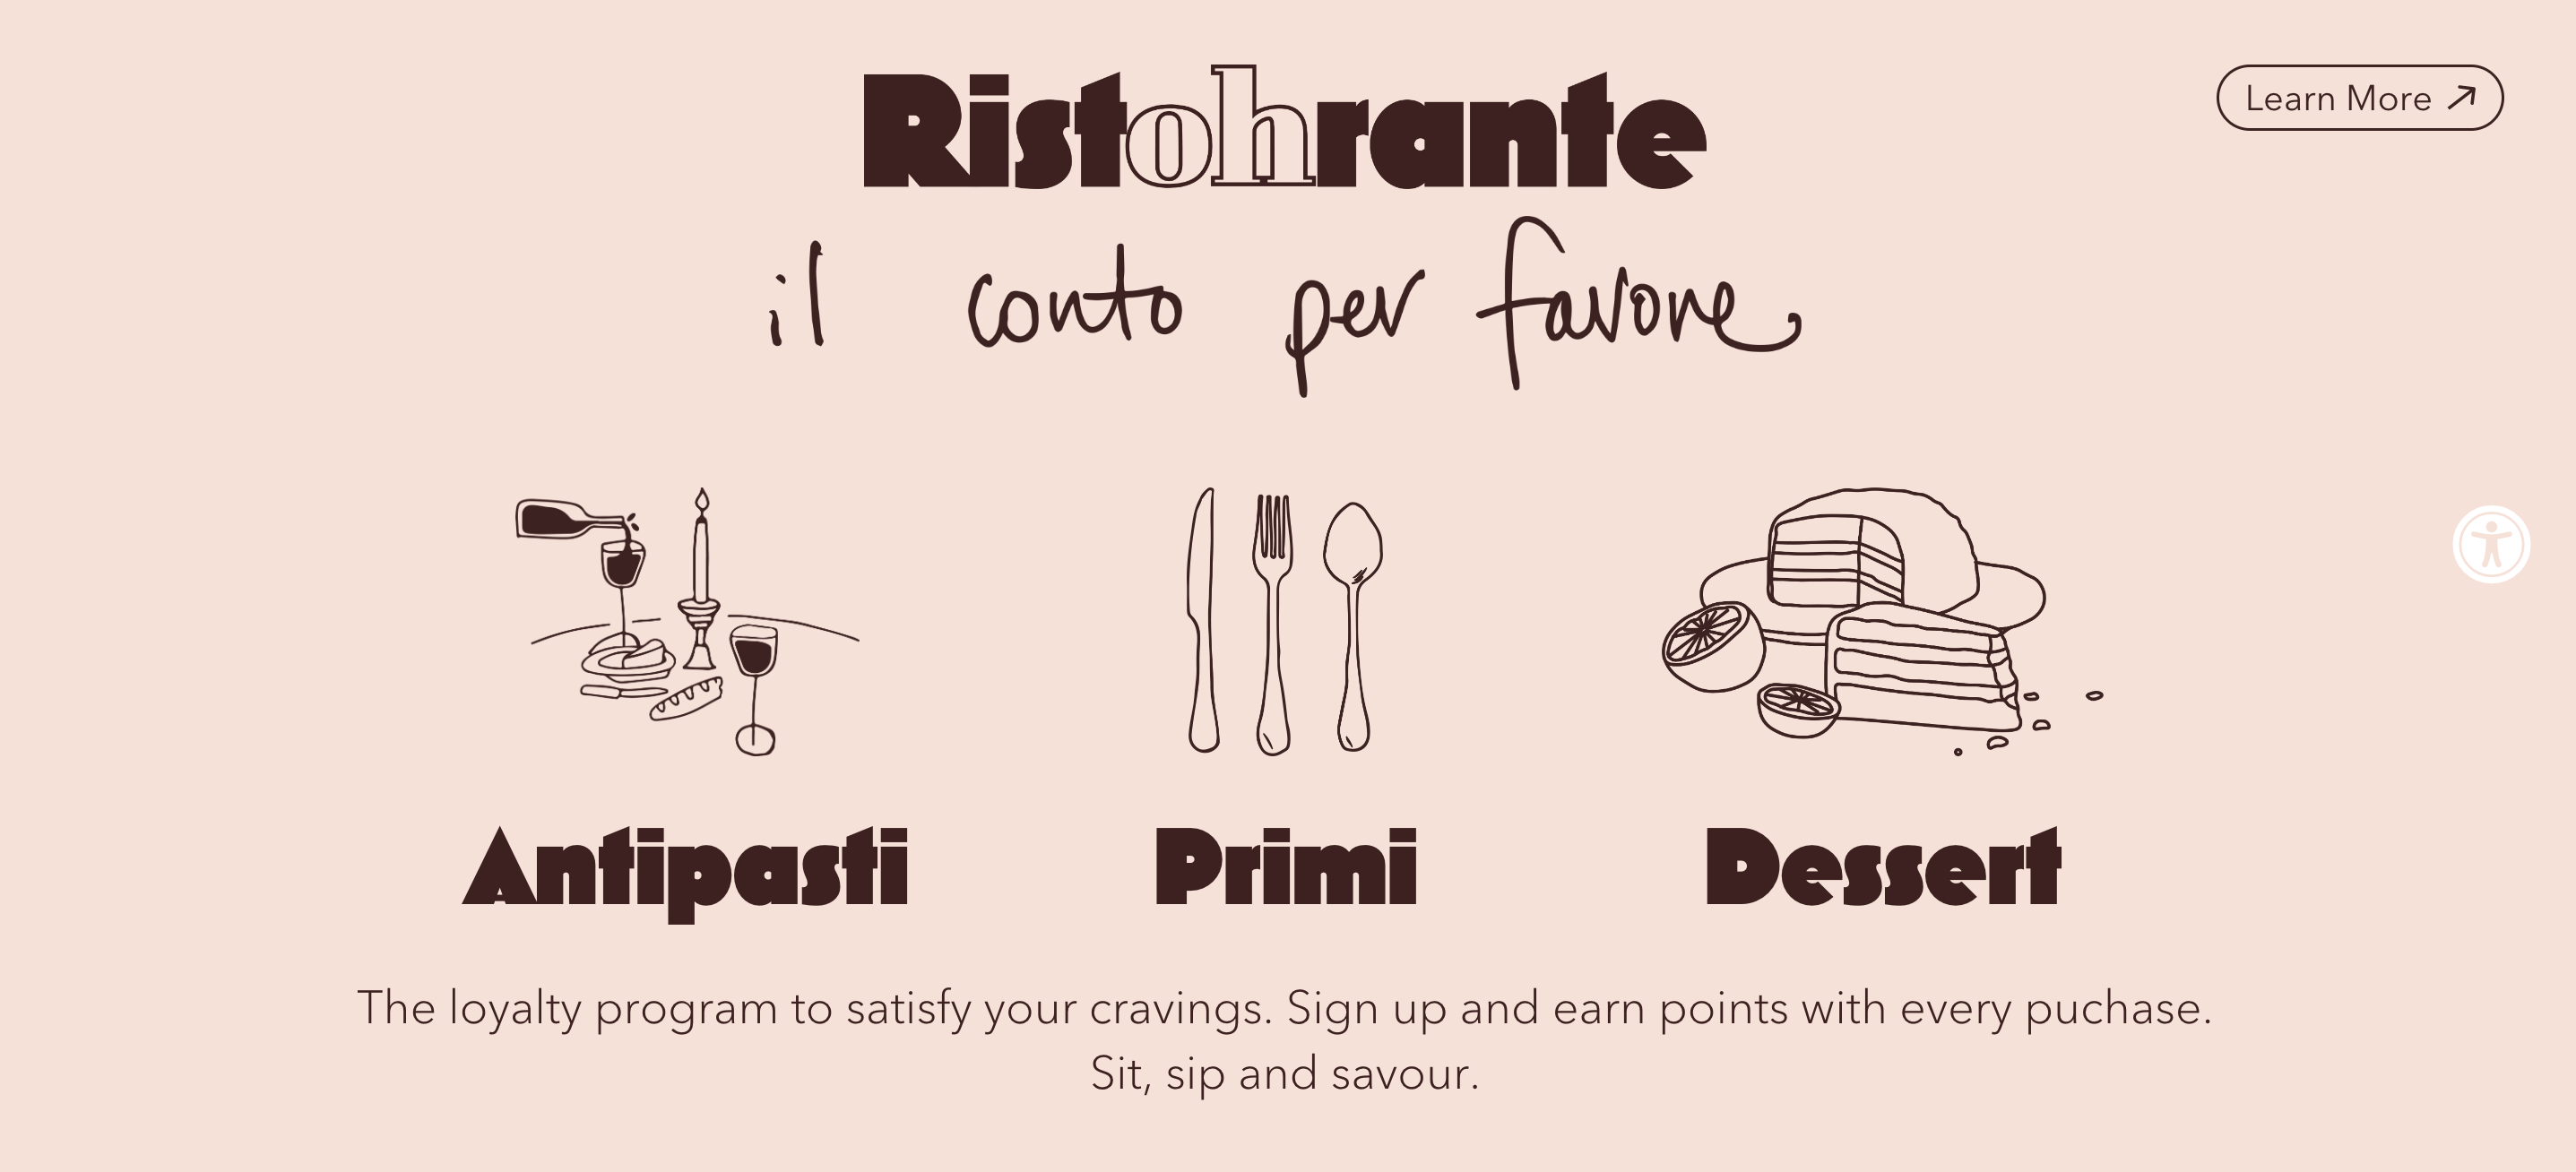 Ristohrante
Learn More
il conto per favore
Antipasti
Primi
Dessert
The loyalty program to satisfy your cravings. Sign up and earn points with every puchase.
Sit, sip and savour.